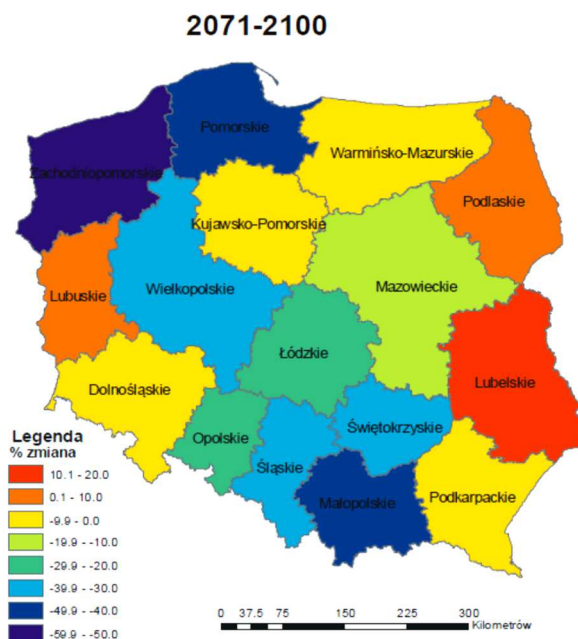 2071-2100
Pomorskie
Warmińsko-Mazurskie
Zachodniopomorskie
Podlaskie
Kujawsko-Pomorskie
Mazowieckie
Wielkopolskie
Lubuskie
Łódzkie
Lubelskie
Dolnośląskie
Opolskie
Świętokrzyskie
Śląskie
Małopolskie
Podkarpackie
Legenda
% zmiana
10.1 - 20.0
0.1 - 10.0
-9.9 - 0.0
-19.9 - -10.0
-29.9 - -20.0
-39.9 - -30.0
-49.9 - -40.0
-59.9 - -50.0
0 37.5 75 150 225 300
Kilometrów